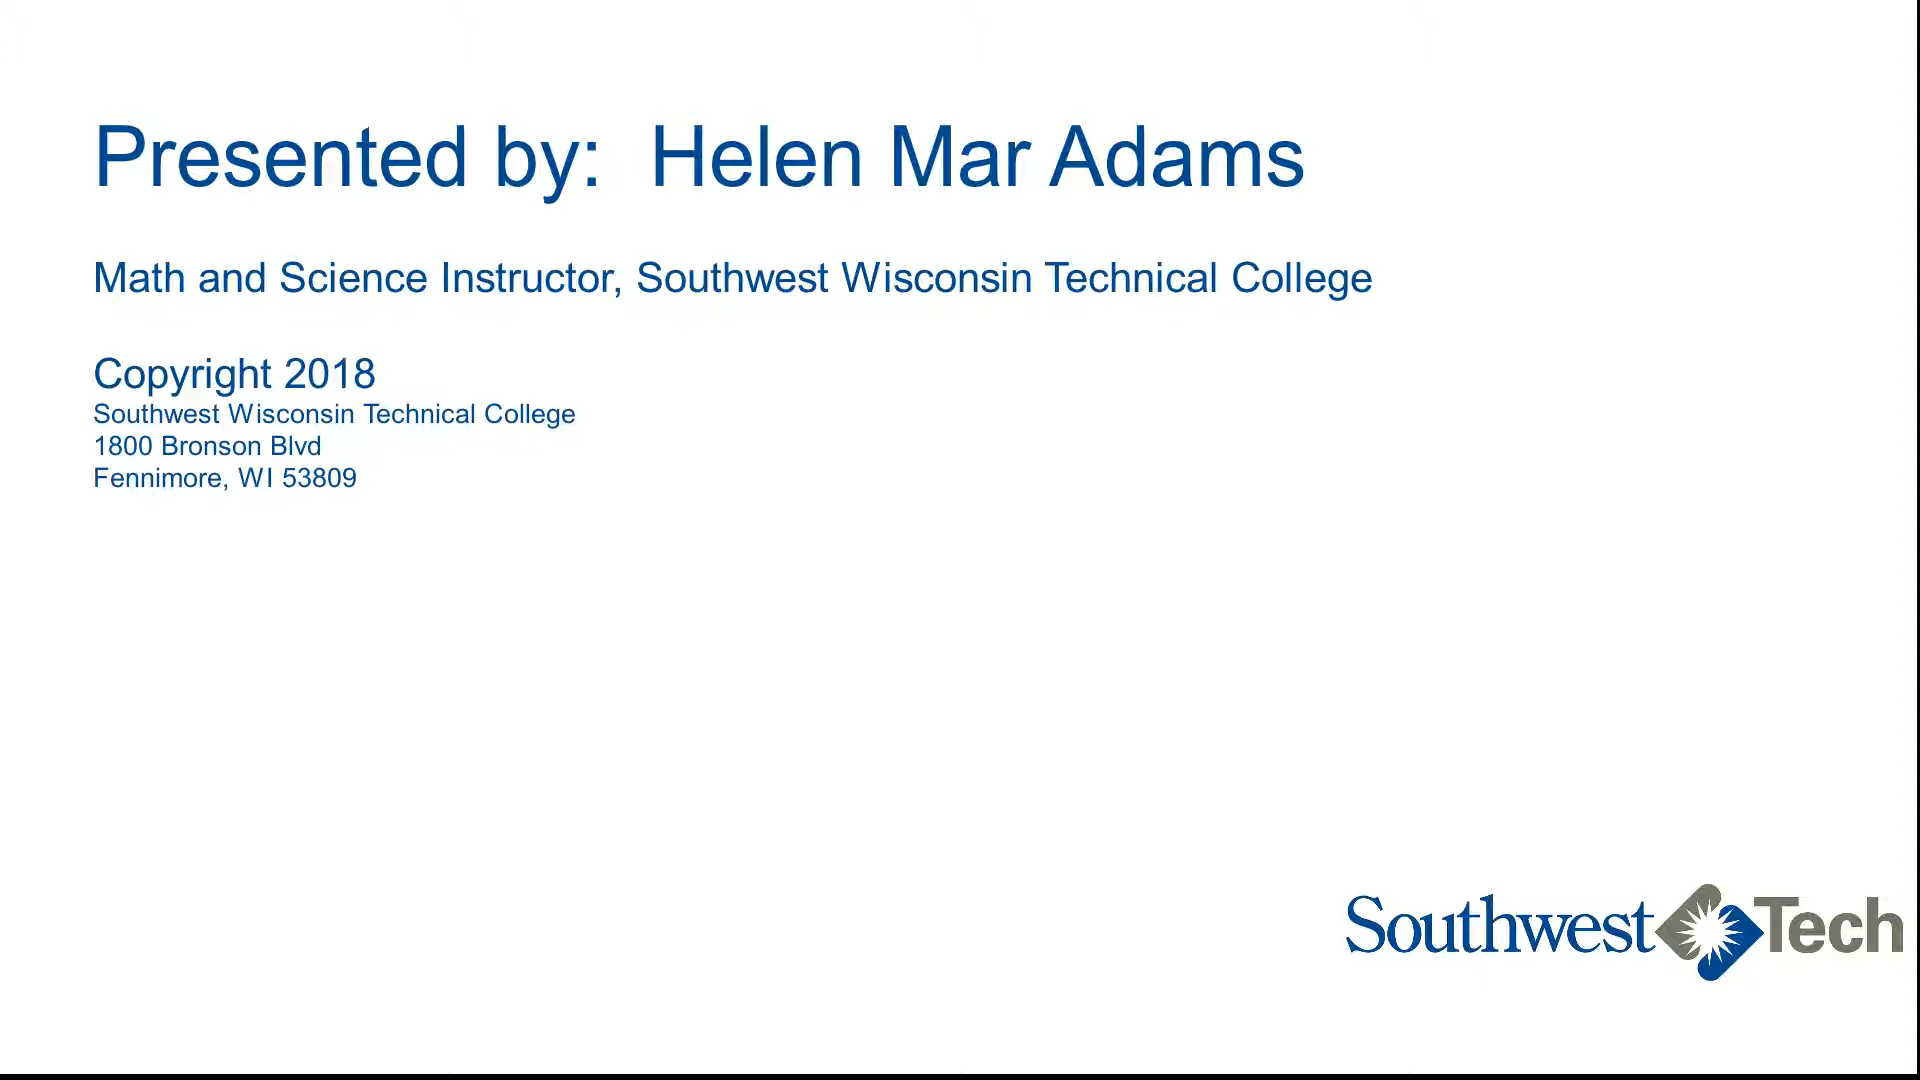 Presented by:  Helen Mar Adams
Math and Science Instructor, Southwest Wisconsin Technical College
Copyright 2018
Southwest Wisconsin Technical College
1800 Bronson Blvd
Fennimore, WI 53809
Southwest Tech